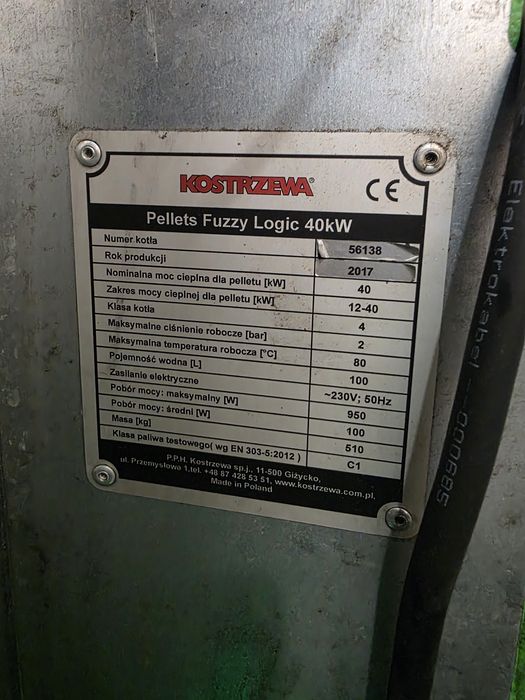 KOSTRZEWA®
CE
Pellets Fuzzy Logic 40kW
Numer kotła 56138
Rok produkcji 2017
Nominalna moc cieplna dla pelletu [kW] 40
Zakres mocy cieplnej dla pelletu [kW] 12-40
Klasa kotła 4
Maksymalne ciśnienie robocze [bar] 2
Maksymalna temperatura robocza [°C] 80
Pojemność wodna [L] 100
Zasilanie elektryczne ~230V; 50Hz
Pobór mocy: maksymalny [W] 950
Pobór mocy: średni [W] 100
Masa [kg] 510
Klasa paliwa testowego( wg EN 303-5:2012 ) C1
P.P.H. Kostrzewa sp.j., 11-500 Giżycko,
ul. Przemysłowa 1,tel. +48 87 428 53 51, www.kostrzewa.com.pl,
Made in Poland
Elektrokabel -- 000685